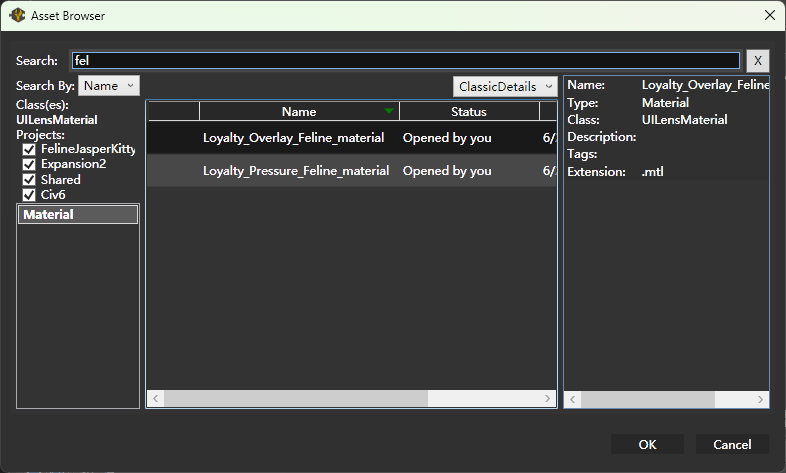 Asset Browser
Search: fel X
Search By: Name ClassicDetails
Class(es):
UILensMaterial
Projects:
FelineJasperKitty
Expansion2
Shared
Civ6
Material
Name Status
Loyalty_Overlay_Feline_material Opened by you 6/
Loyalty_Pressure_Feline_material Opened by you 6/
Name: Loyalty_Overlay_Feline
Type: Material
Class: UILensMaterial
Description:
Tags:
Extension: .mtl
OK Cancel